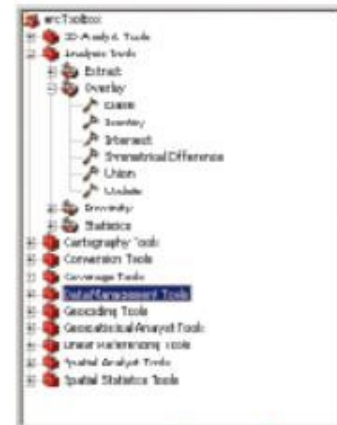 ArcToolbox
3D Analyst Tools
Analysis Tools
Extract
Overlay
Erase
Identity
Intersect
Symmetrical Difference
Union
Update
Proximity
Statistics
Cartography Tools
Conversion Tools
Coverage Tools
Data Management Tools
Geocoding Tools
Geostatistical Analyst Tools
Linear Referencing Tools
Spatial Analyst Tools
Spatial Statistics Tools